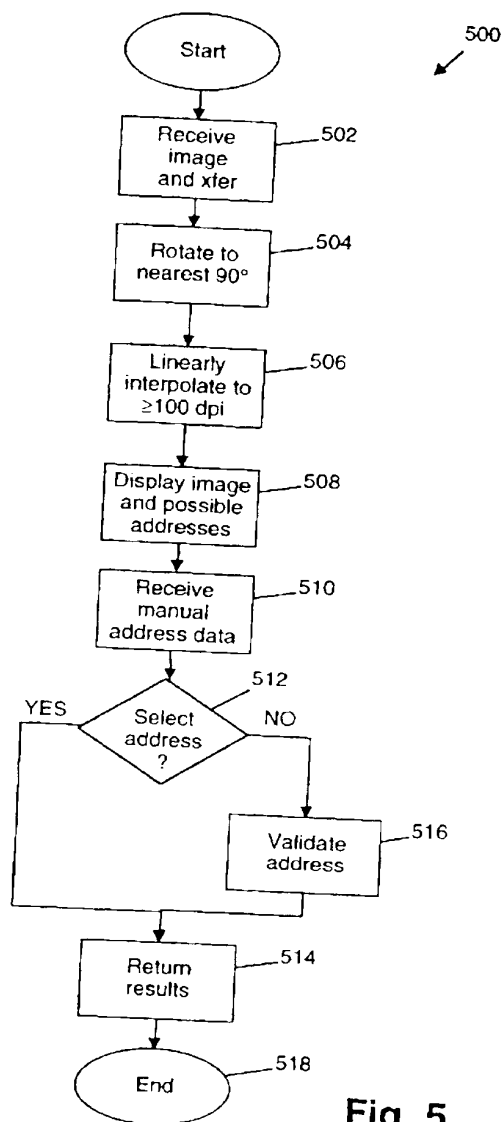 Start
500
Receive
image
and xfer
502
Rotate to
nearest 90°
504
Linearly
interpolate to
≥100 dpi
506
Display image
and possible
addresses
508
Receive
manual
address data
510
YES
Select
address
?
512
NO
Validate
address
516
Return
results
514
End
518
Fig. 5